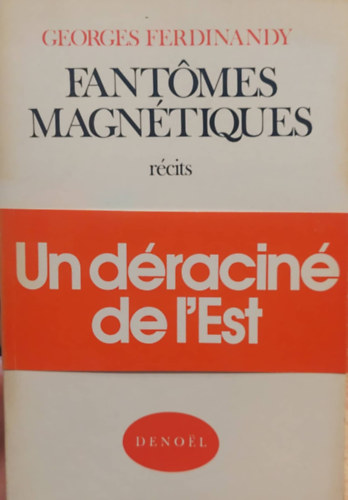 GEORGES FERDINANDY
FANTÔMES
MAGNÉTIQUES
récits
Un déraciné
de l'Est
DENOËL